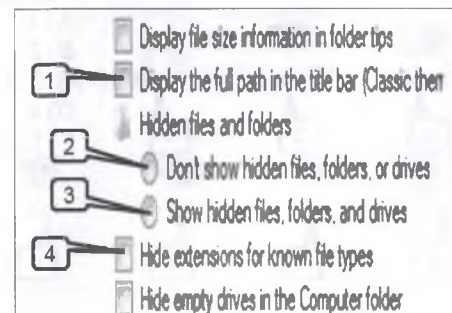 Display file size information in folder tips
1 Display the full path in the title bar (Classic them
Hidden files and folders
2 Don't show hidden files, folders, or drives
3 Show hidden files, folders, and drives
4 Hide extensions for known file types
Hide empty drives in the Computer folder